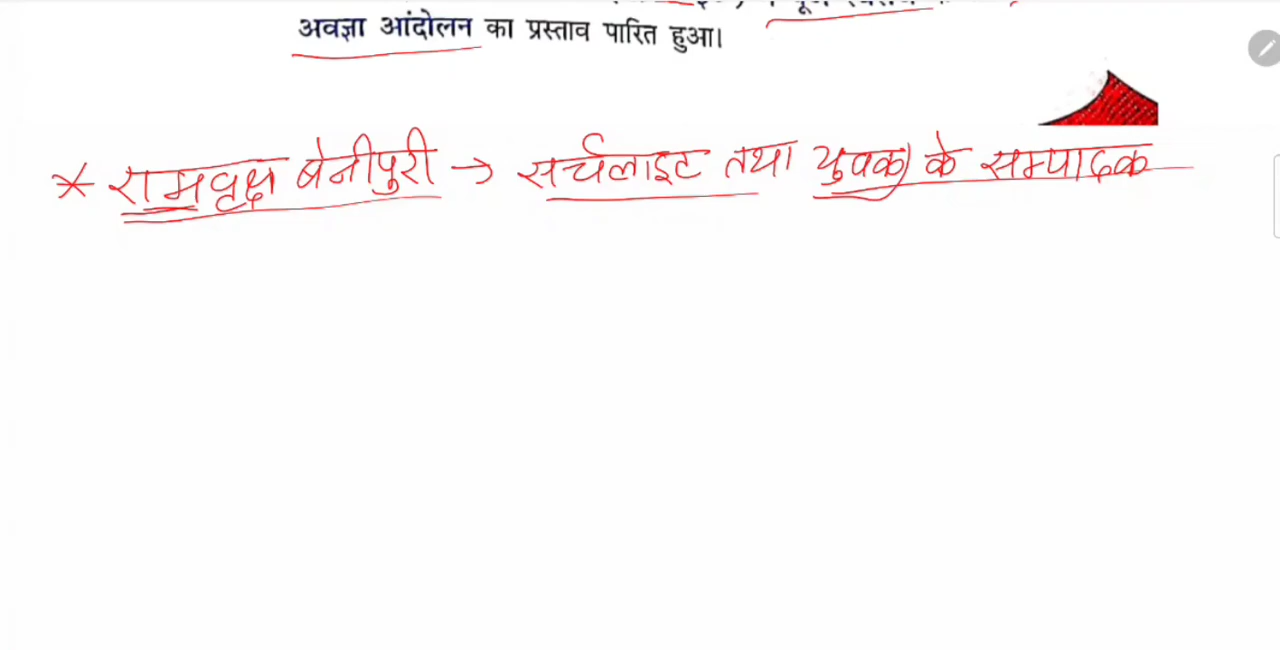 अवज्ञा आंदोलन का प्रस्ताव पारित हुआ।
* रामवृक्ष बेनीपुरी → सर्चलाइट तथा युवक के सम्पादक